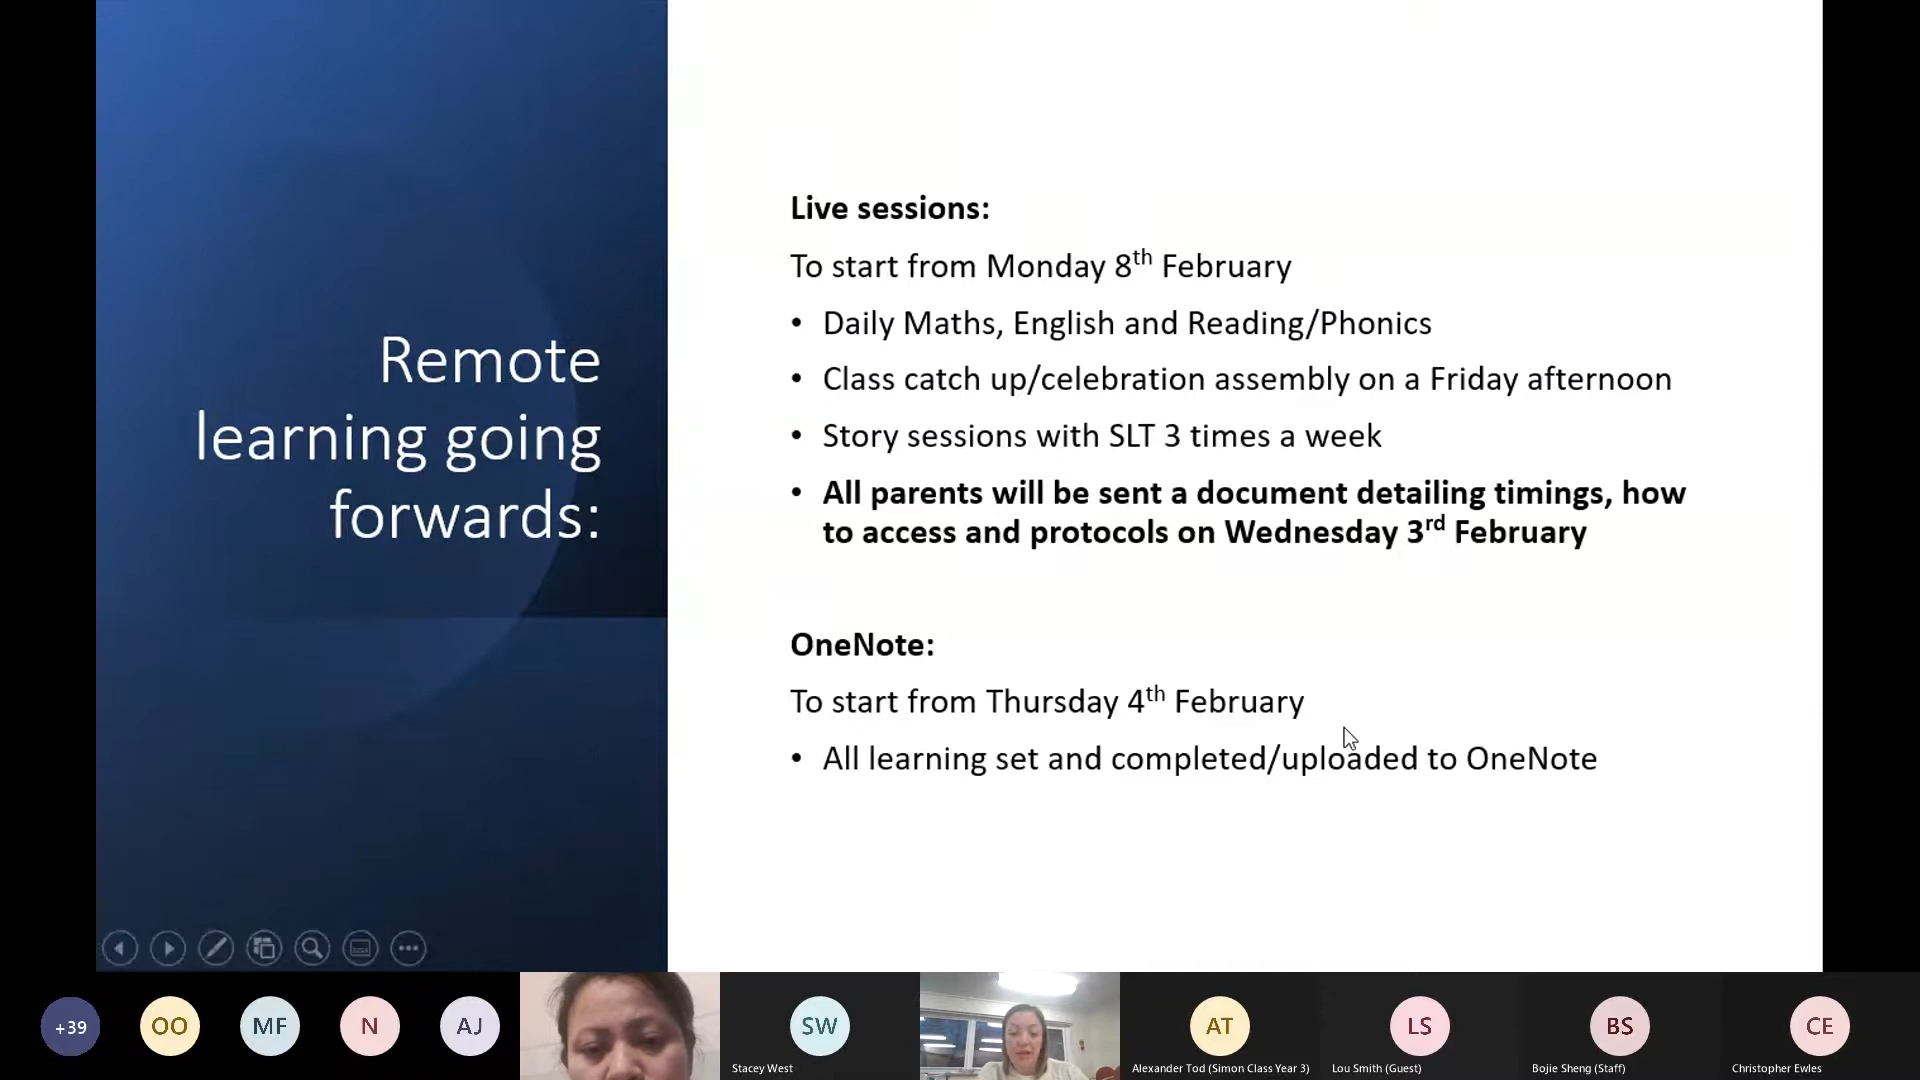 Remote
learning going
forwards:
Live sessions:
To start from Monday 8th February
• Daily Maths, English and Reading/Phonics
• Class catch up/celebration assembly on a Friday afternoon
• Story sessions with SLT 3 times a week
• All parents will be sent a document detailing timings, how
to access and protocols on Wednesday 3rd February
OneNote:
To start from Thursday 4th February
• All learning set and completed/uploaded to OneNote
+39
OO
MF
N
AJ
SW
Stacey West
AT
Alexander Tod (Simon Class Year 3)
LS
Lou Smith (Guest)
BS
Bojie Sheng (Staff)
CE
Christopher Ewles